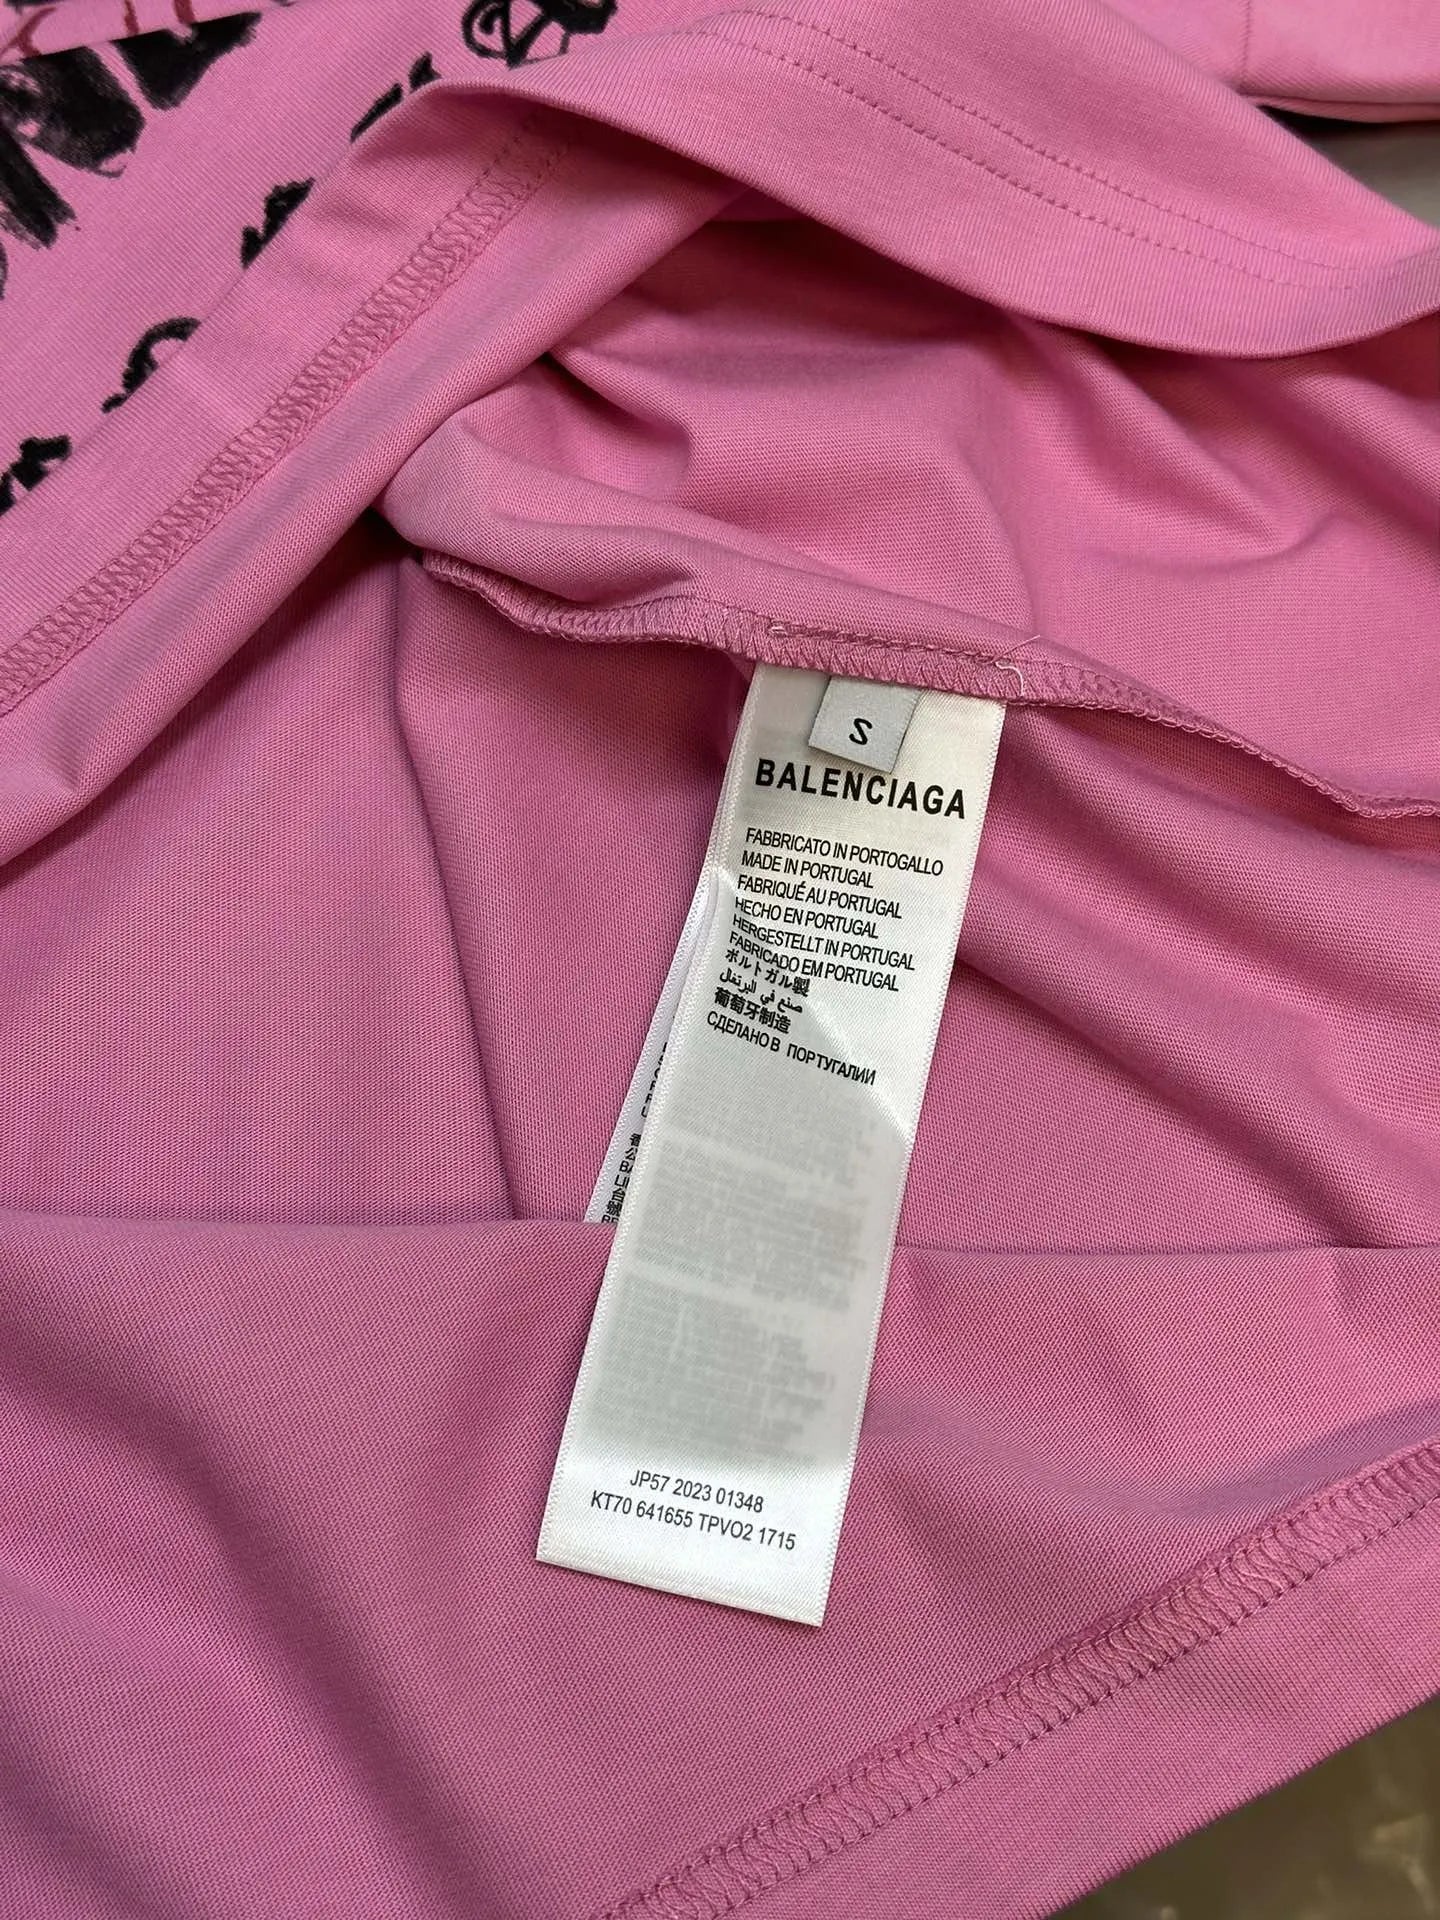 S
BALENCIAGA
FABBRICATO IN PORTOGALLO
MADE IN PORTUGAL
FABRIQUÉ AU PORTUGAL
HECHO EN PORTUGAL
HERGESTELLT IN PORTUGAL
FABRICADO EM PORTUGAL
ポルトガル製
صنع في البرتغال
葡萄牙制造
СДЕЛАНО В ПОРТУГАЛИИ
JP57 2023 01348
KT70 641655 TPVO2 1715